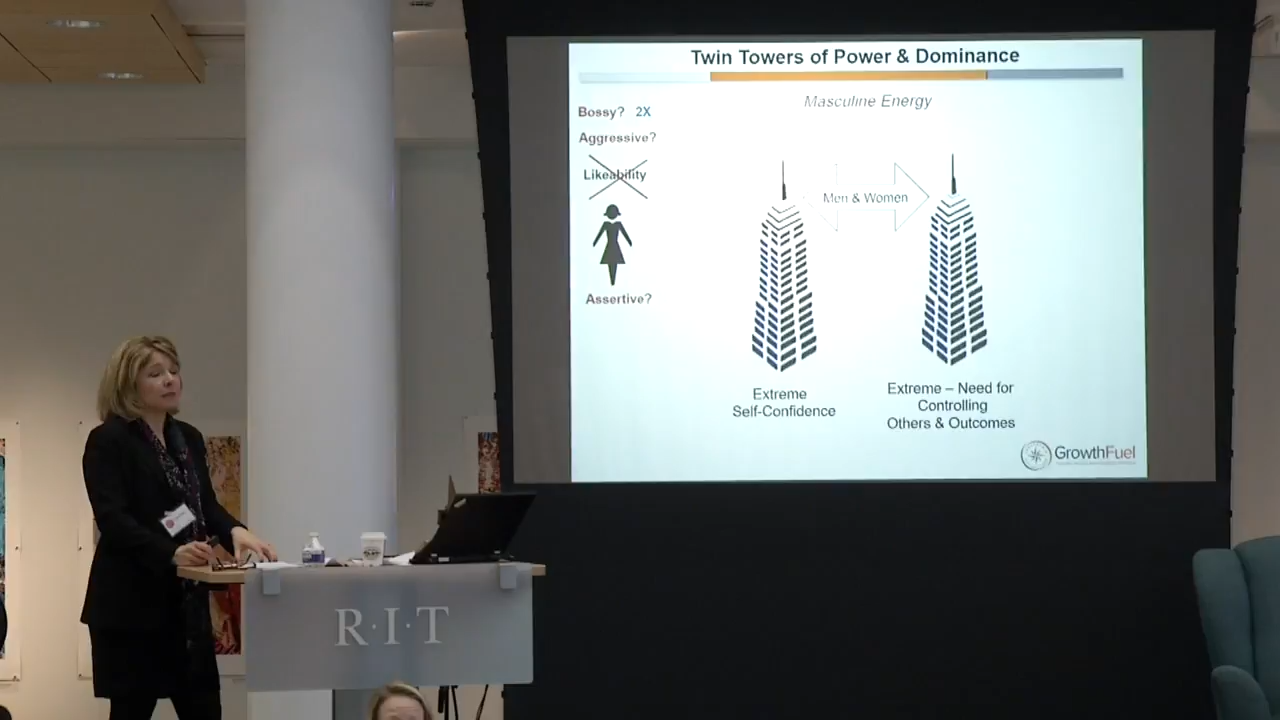 Twin Towers of Power & Dominance
Masculine Energy
Bossy? 2X
Aggressive?
Likeability
Assertive?
Men & Women
Extreme
Self-Confidence
Extreme – Need for
Controlling
Others & Outcomes
GrowthFuel
R·I·T